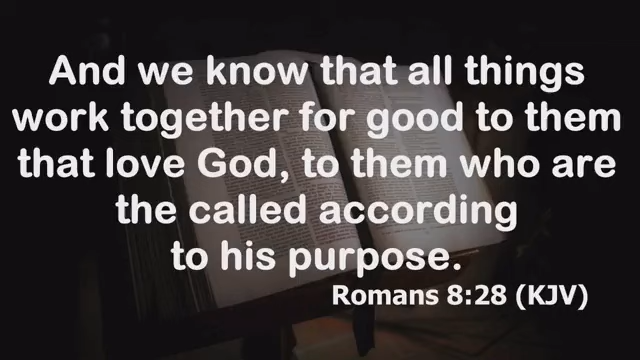 And we know that all things
work together for good to them
that love God, to them who are
the called according
to his purpose.
Romans 8:28 (KJV)